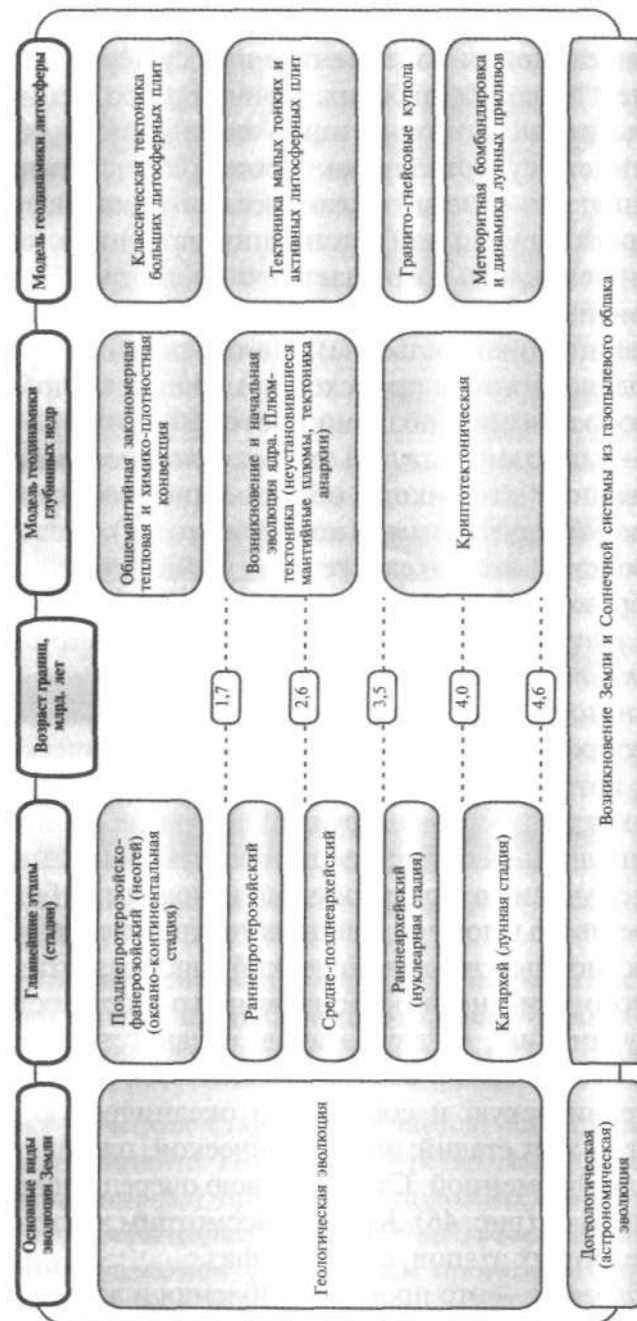 Основные виды
эволюции Земли
Главнейшие этапы
(стадии)
Возраст границ,
млрд. лет
Модель геодинамики
глубинных недр
Модель геодинамики литосферы
Геологическая эволюция
Позднепротерозойско-
фанерозойский (неогей)
(океано-континентальная
стадия)
Общемантийная закономерная
тепловая и химико-плотностная
конвекция
Классическая тектоника
больших литосферных плит
1,7
Раннепротерозойский
Возникновение и начальная
эволюция ядра. Плюм-
тектоника (неустановившиеся
мантийные плюмы, тектоника
анархи)
Тектоника малых тонких и
активных литосферных плит
2,6
Средне-позднеархейский
3,5
Раннеархейский
(нуклеарная стадия)
Криптотектоническая
Гранито-гнейсовые купола
4,0
Катархей (лунная стадия)
Метеоритная бомбандировка
и динамика лунных приливов
4,6
Догеологическая
(астрономическая)
эволюция
Возникновение Земли и Солнечной системы из газопылевого облака